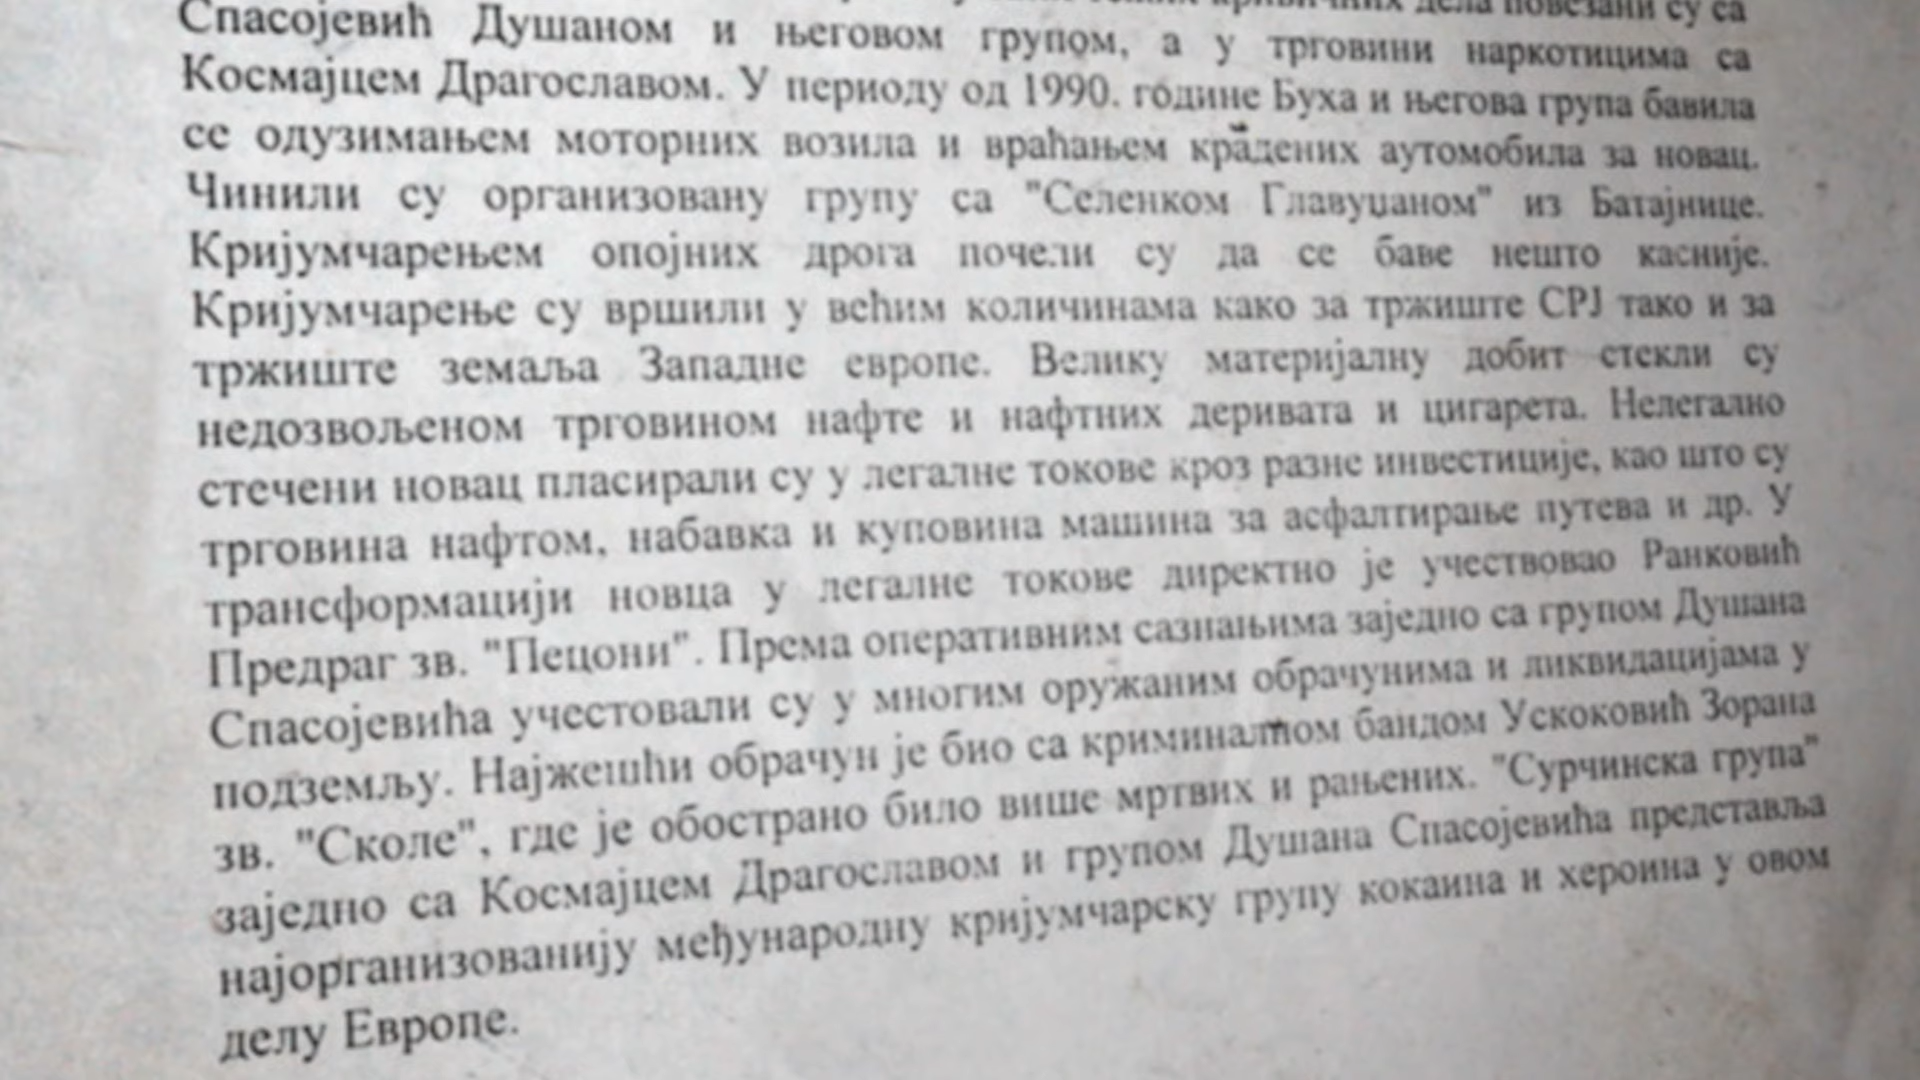 дела повезани су са
Спасојевић Душаном и његовом групом, а у трговини наркотицима са
Космајцем Драгославом. У периоду од 1990. године Буха и његова група бавила
се одузимањем моторних возила и враћањем крадених аутомобила за новац.
Чинили су организовану групу са "Селенком Главуџаном" из Батајнице.
Кријумчарењем опојних дрога почели су да се баве нешто касније.
Кријумчарење су вршили у већим количинама како за тржиште СРЈ тако и за
тржиште земаља Западне европе. Велику материјалну добит стекли су
недозвољеном трговином нафте и нафтних деривата и цигарета. Нелегално
стечени новац пласирали су у легалне токове кроз разне инвестиције, као што су
трговина нафтом, набавка и куповина машина за асфалтирање путева и др. У
трансформацији новца у легалне токове директно је учествовао Ранковић
Предраг зв. "Пецони". Према оперативним сазнањима заједно са групом Душана
Спасојевића учестовали су у многим оружаним обрачунима и ликвидацијама у
подземљу. Најжешћи обрачун је био са криминалном бандом Ускоковић Зорана
зв. "Сколе", где је обострано било више мртвих и рањених. "Сурчинска група"
заједно са Космајцем Драгославом и групом Душана Спасојевића представља
најорганизованију међународну кријумчарску групу кокаина и хероина у овом
делу Европе.